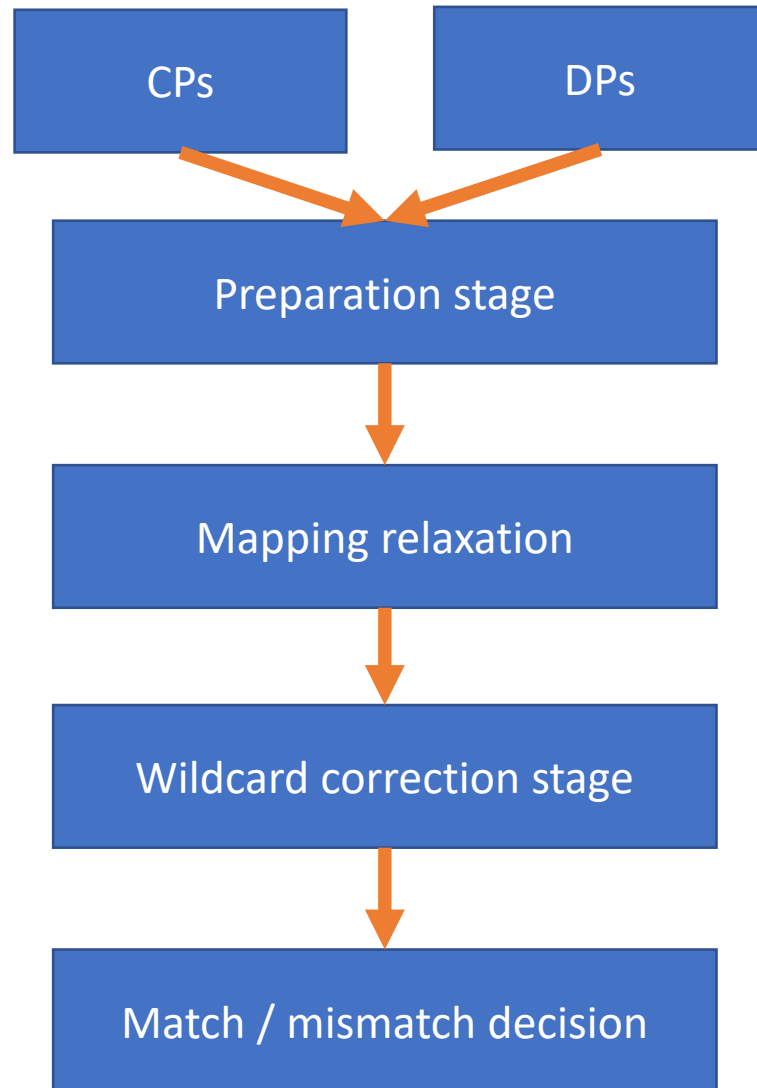 CPs
DPs
Preparation stage
Mapping relaxation
Wildcard correction stage
Match / mismatch decision